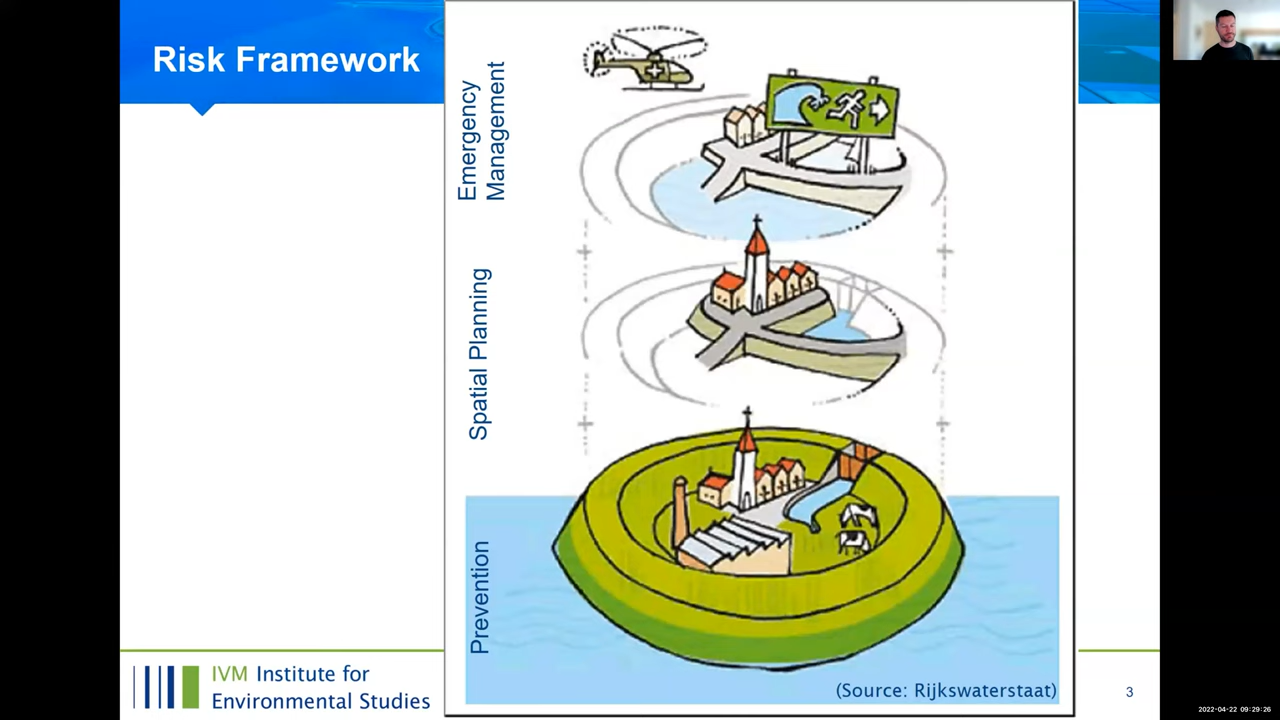 Risk Framework
Emergency
Management
Spatial Planning
Prevention
(Source: Rijkswaterstaat)
IVM Institute for
Environmental Studies
3
2022-04-22 09:29:26